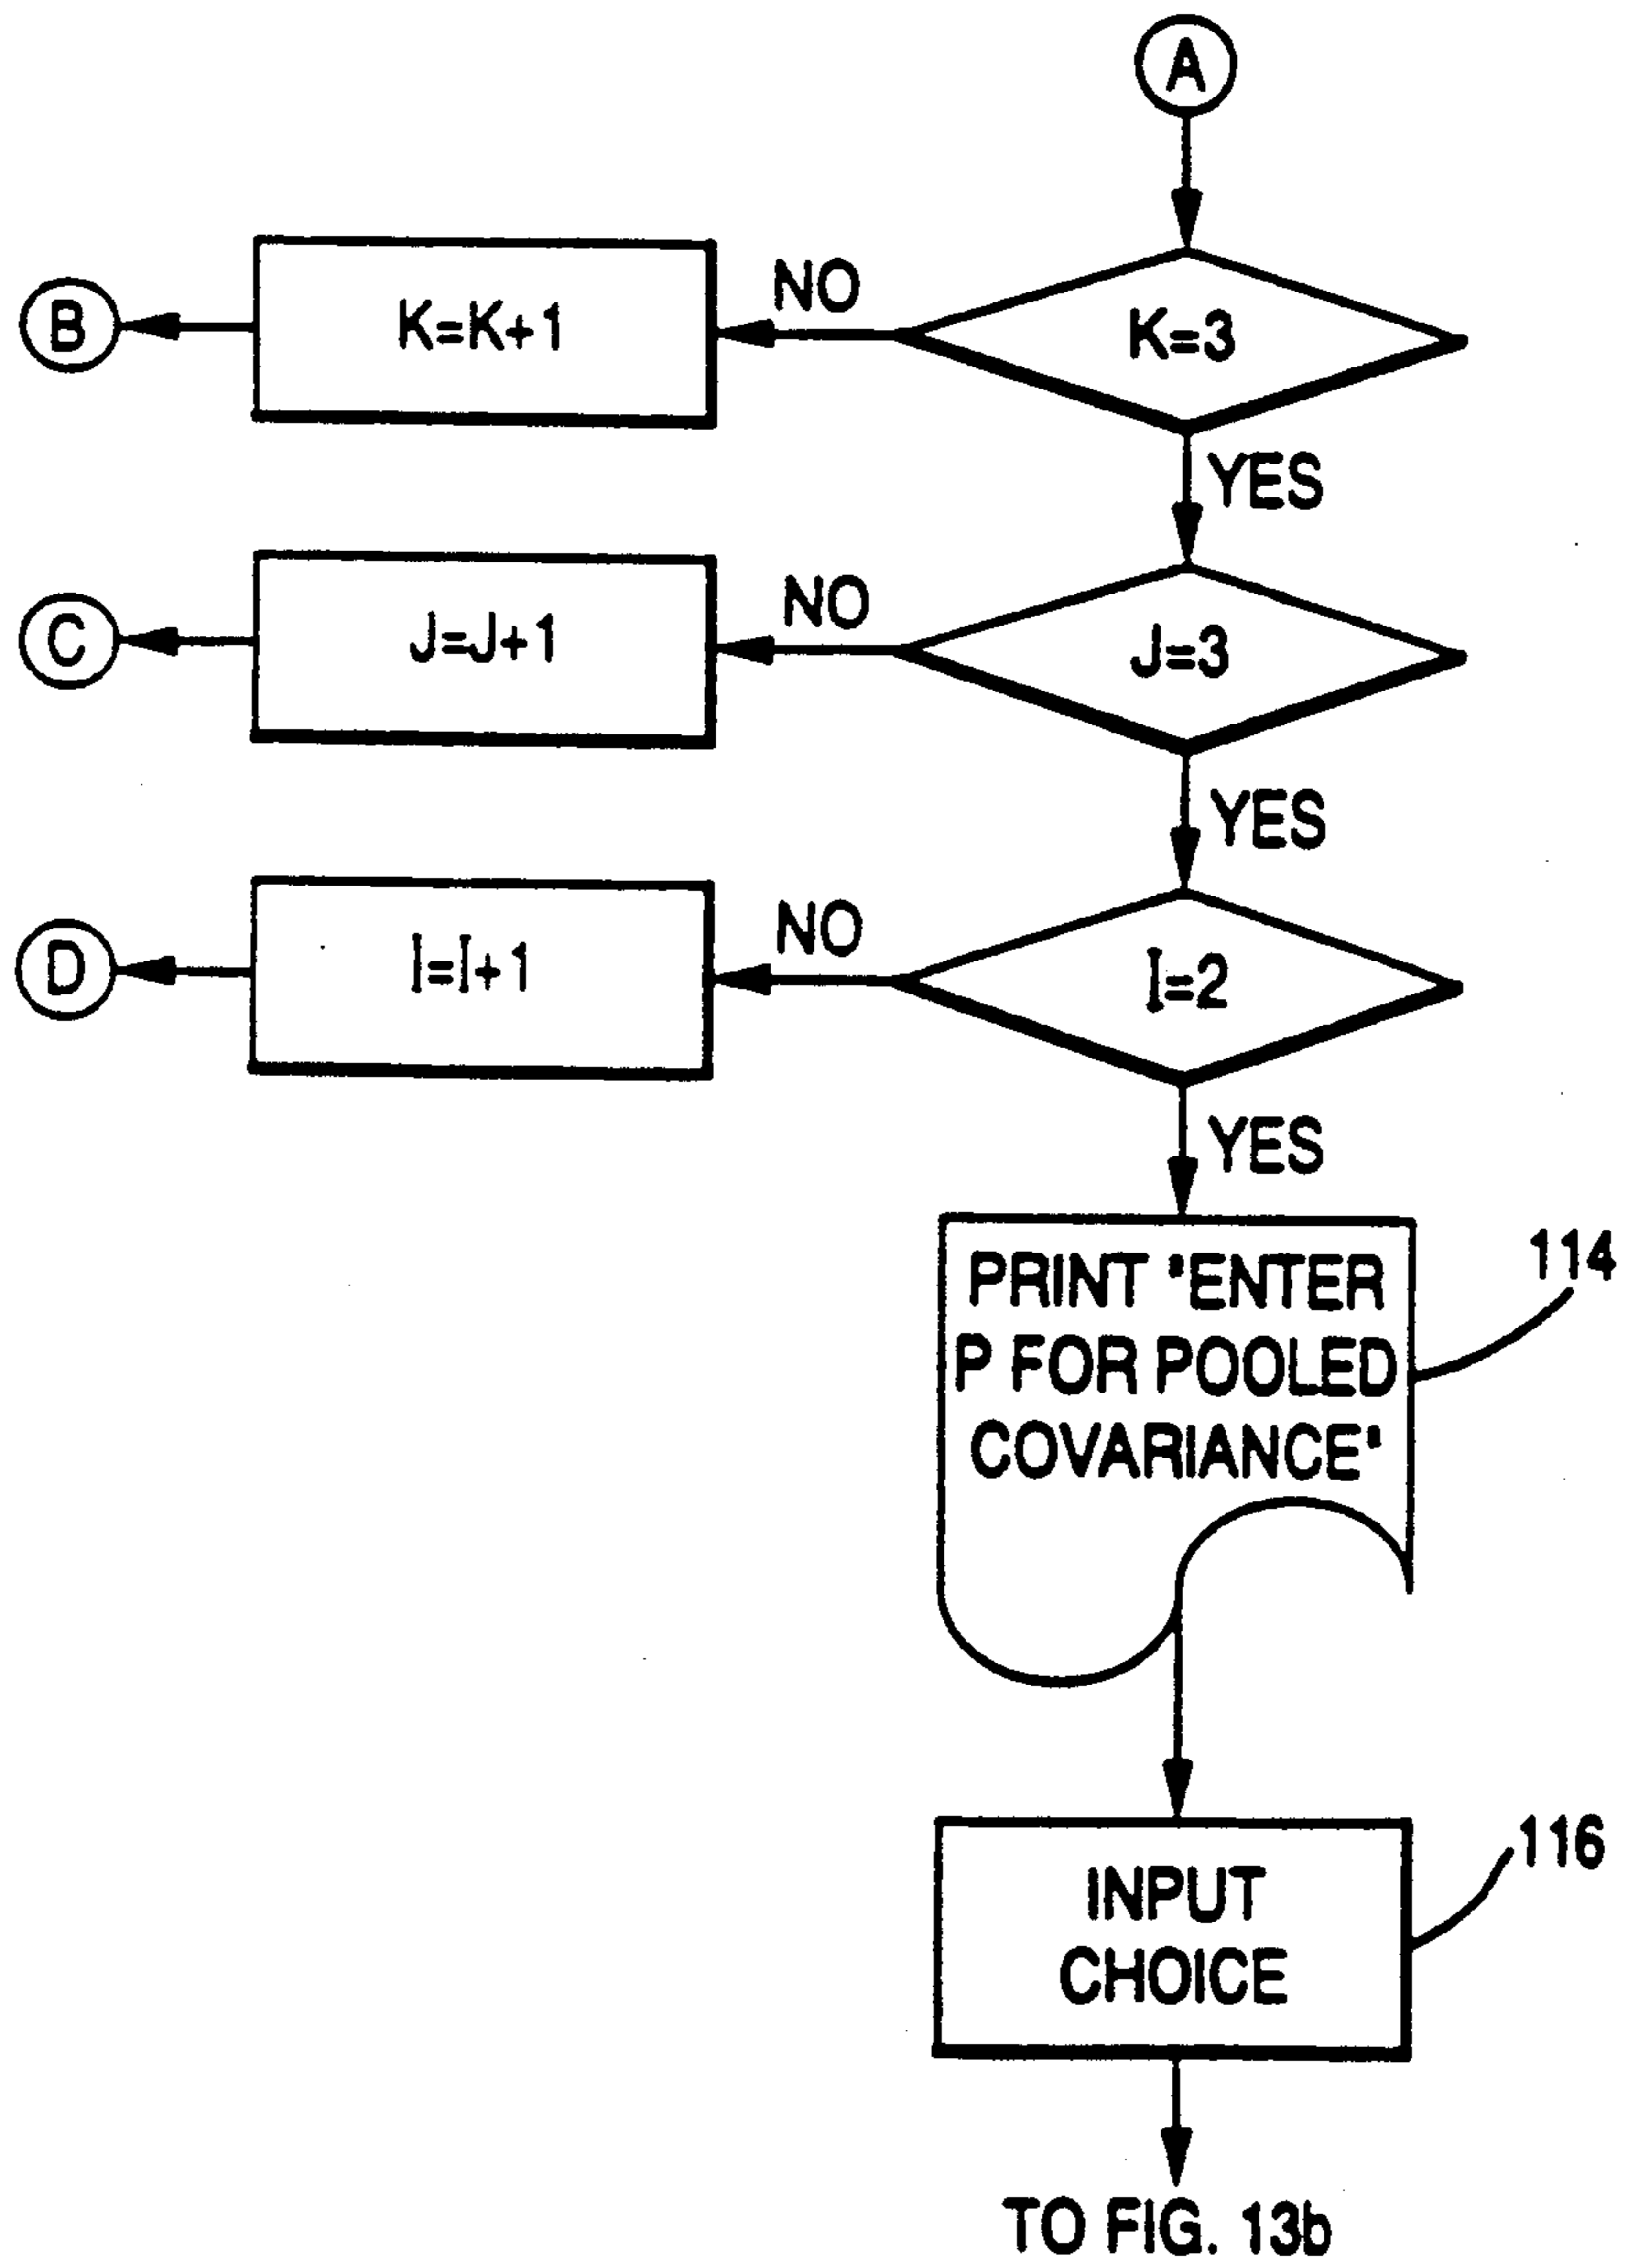 A
B
K=K+1
NO
K=3
YES
C
J=J+1
NO
J=3
YES
D
I=I+1
NO
I=2
YES
PRINT "ENTER
P FOR POOLED
COVARIANCE"
114
INPUT
CHOICE
116
TO FIG. 13b